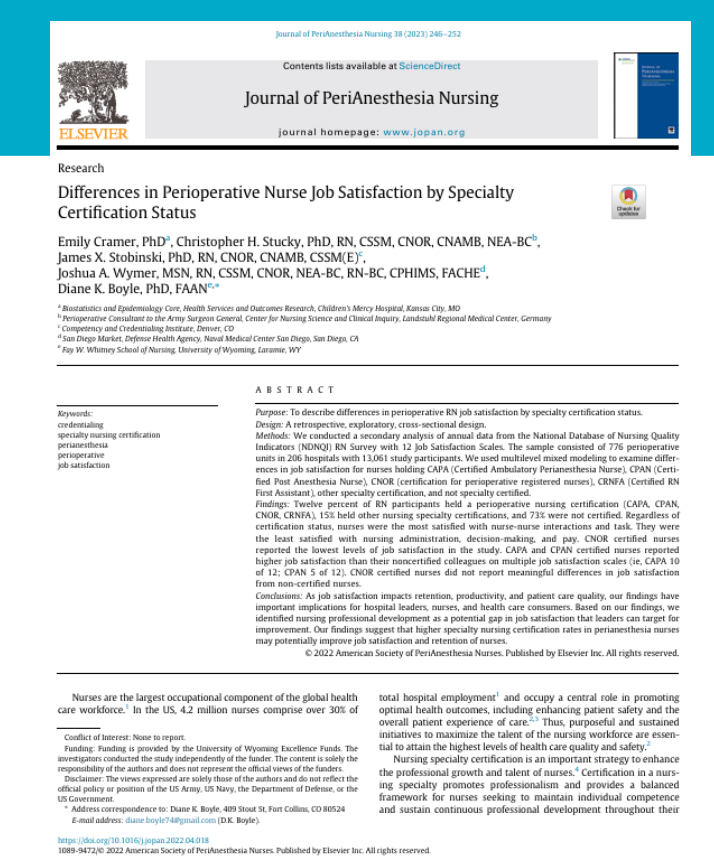 Journal of PeriAnesthesia Nursing 38 (2023) 246–252
Contents lists available at ScienceDirect
Journal of PeriAnesthesia Nursing
journal homepage: www.jopan.org
ELSEVIER
Research
Differences in Perioperative Nurse Job Satisfaction by Specialty
Certification Status
Check for
updates
Emily Cramer, PhDa, Christopher H. Stucky, PhD, RN, CSSM, CNOR, CNAMB, NEA-BCb,
James X. Stobinski, PhD, RN, CNOR, CNAMB, CSSM(E)c,
Joshua A. Wymer, MSN, RN, CSSM, CNOR, NEA-BC, RN-BC, CPHIMS, FACHEd,
Diane K. Boyle, PhD, FAANe,*
a Biostatistics and Epidemiology Core, Health Services and Outcomes Research, Children's Mercy Hospital, Kansas City, MO
b Perioperative Consultant to the Army Surgeon General, Center for Nursing Science and Clinical Inquiry, Landstuhl Regional Medical Center, Germany
c Competency and Credentialing Institute, Denver, CO
d San Diego Market, Defense Health Agency, Naval Medical Center San Diego, San Diego, CA
e Fay W. Whitney School of Nursing, University of Wyoming, Laramie, WY
Keywords:
credentialing
specialty nursing certification
perianesthesia
perioperative
job satisfaction
ABSTRACT
Purpose: To describe differences in perioperative RN job satisfaction by specialty certification status.
Design: A retrospective, exploratory, cross-sectional design.
Methods: We conducted a secondary analysis of annual data from the National Database of Nursing Quality
Indicators (NDNQI) RN Survey with 12 Job Satisfaction Scales. The sample consisted of 776 perioperative
units in 206 hospitals with 13,061 study participants. We used multilevel mixed modeling to examine differ-
ences in job satisfaction for nurses holding CAPA (Certified Ambulatory Perianesthesia Nurse), CPAN (Certi-
fied Post Anesthesia Nurse), CNOR (certification for perioperative registered nurses), CRNFA (Certified RN
First Assistant), other specialty certification, and not specialty certified.
Findings: Twelve percent of RN participants held a perioperative nursing certification (CAPA, CPAN,
CNOR, CRNFA), 15% held other nursing specialty certifications, and 73% were not certified. Regardless of
certification status, nurses were the most satisfied with nurse-nurse interactions and task. They were
the least satisfied with nursing administration, decision-making, and pay. CNOR certified nurses
reported the lowest levels of job satisfaction in the study. CAPA and CPAN certified nurses reported
higher job satisfaction than their noncertified colleagues on multiple job satisfaction scales (ie, CAPA 10
of 12; CPAN 5 of 12). CNOR certified nurses did not report meaningful differences in job satisfaction
from non-certified nurses.
Conclusions: As job satisfaction impacts retention, productivity, and patient care quality, our findings have
important implications for hospital leaders, nurses, and health care consumers. Based on our findings, we
identified nursing professional development as a potential gap in job satisfaction that leaders can target for
improvement. Our findings suggest that higher specialty nursing certification rates in perianesthesia nurses
may potentially improve job satisfaction and retention of nurses.
© 2022 American Society of PeriAnesthesia Nurses. Published by Elsevier Inc. All rights reserved.
Nurses are the largest occupational component of the global health
care workforce.1 In the US, 4.2 million nurses comprise over 30% of
Conflict of Interest: None to report.
Funding: Funding is provided by the University of Wyoming Excellence Funds. The
investigators conducted the study independently of the funder. The content is solely the
responsibility of the authors and does not represent the official views of the funders.
Disclaimer: The views expressed are solely those of the authors and do not reflect the
official policy or position of the US Army, US Navy, the Department of Defense, or the
US Government.
* Address correspondence to: Diane K. Boyle, 409 Stout St, Fort Collins, CO 80524
E-mail address: diane.boyle74@gmail.com (D.K. Boyle).
total hospital employment1 and occupy a central role in promoting
optimal health outcomes, including enhancing patient safety and the
overall patient experience of care.2,3 Thus, purposeful and sustained
initiatives to maximize the talent of the nursing workforce are essen-
tial to attain the highest levels of health care quality and safety.2
Nursing specialty certification is an important strategy to enhance
the professional growth and talent of nurses.4 Certification in a nurs-
ing specialty promotes professionalism and provides a balanced
framework for nurses seeking to maintain individual competence
and sustain continuous professional development throughout their
https://doi.org/10.1016/j.jopan.2022.04.018
1089-9472/© 2022 American Society of PeriAnesthesia Nurses. Published by Elsevier Inc. All rights reserved.